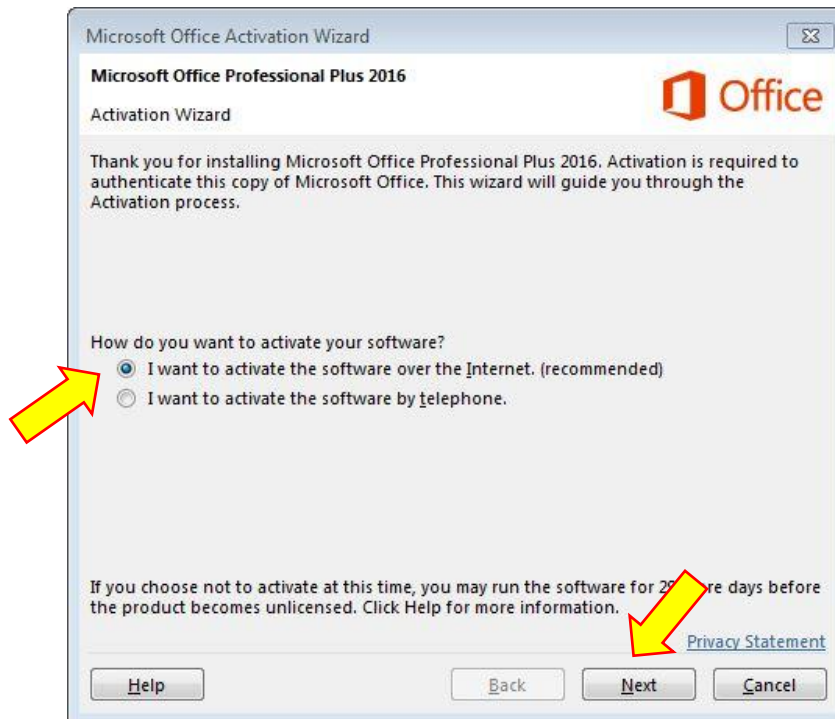 Microsoft Office Activation Wizard
Microsoft Office Professional Plus 2016
Office
Activation Wizard
Thank you for installing Microsoft Office Professional Plus 2016. Activation is required to
authenticate this copy of Microsoft Office. This wizard will guide you through the
Activation process.
How do you want to activate your software?
I want to activate the software over the Internet. (recommended)
I want to activate the software by telephone.
If you choose not to activate at this time, you may run the software for days before
the product becomes unlicensed. Click Help for more information.
Privacy Statement
Help
Back
Next
Cancel